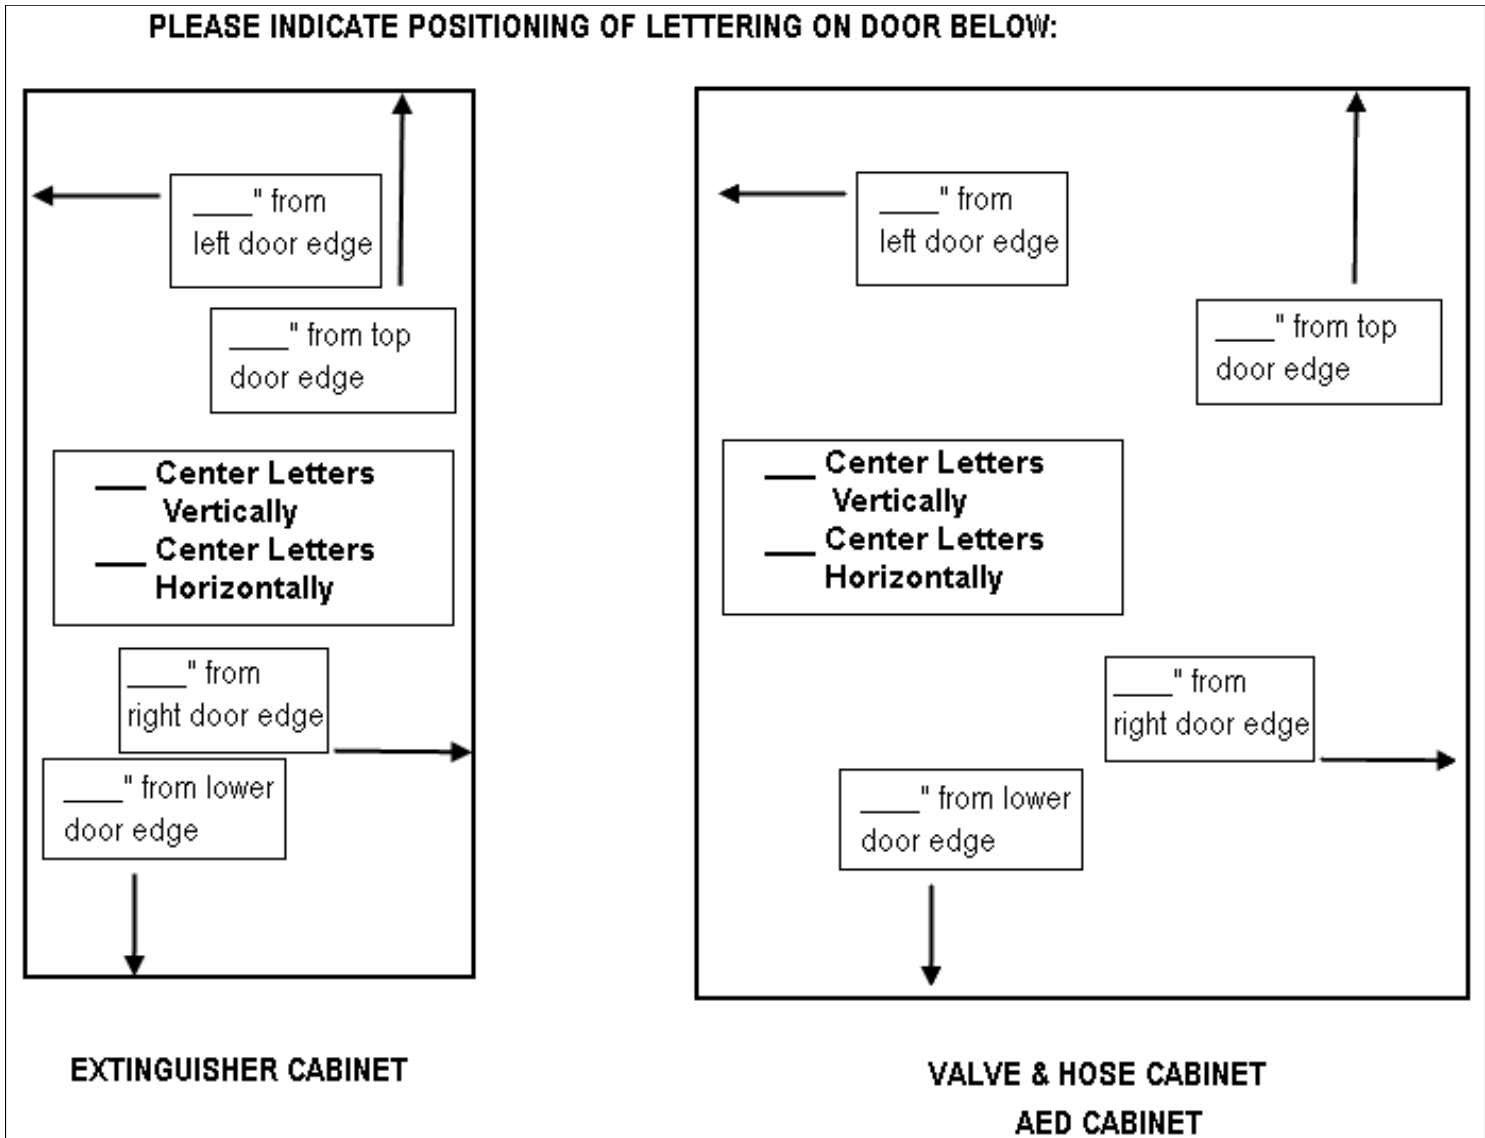 PLEASE INDICATE POSITIONING OF LETTERING ON DOOR BELOW:
____" from
left door edge
____" from top
door edge
___ Center Letters
Vertically
___ Center Letters
Horizontally
____" from
right door edge
____" from lower
door edge
EXTINGUISHER CABINET
____" from
left door edge
____" from top
door edge
___ Center Letters
Vertically
___ Center Letters
Horizontally
____" from
right door edge
____" from lower
door edge
VALVE & HOSE CABINET
AED CABINET